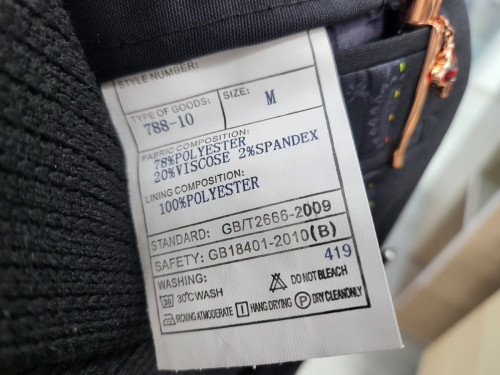 STYLE NUMBER:
TYPE OF GOODS: SIZE:
788-10 M
FABRIC COMPOSITION:
78%POLYESTER
20%VISCOSE 2%SPANDEX
LINING COMPOSITION:
100%POLYESTER
STANDARD: GB/T2666-2009
SAFETY: GB18401-2010(B)
WASHING: 419
30 30°C WASH DO NOT BLEACH
IRCNING AT MODERATE HANG DRYING P DRY CLEAN ONLY